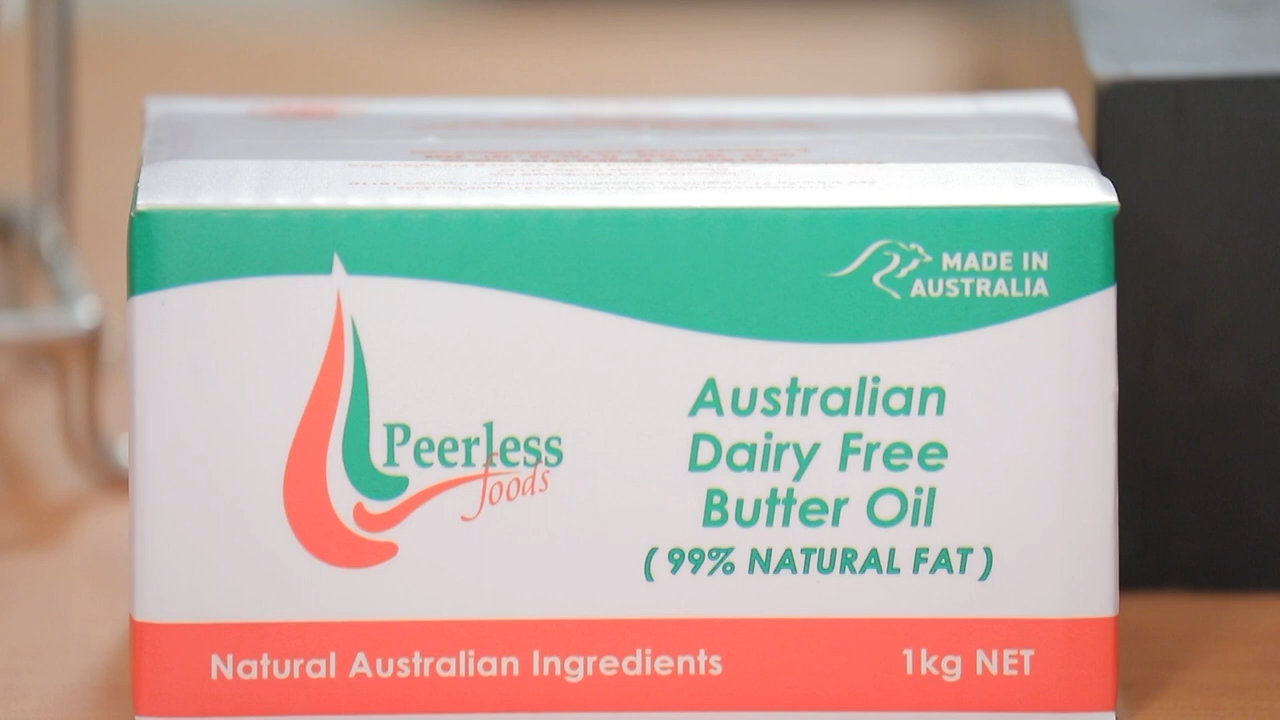 MADE IN
AUSTRALIA
Peerless
foods
Australian
Dairy Free
Butter Oil
( 99% NATURAL FAT )
Natural Australian Ingredients
1kg NET